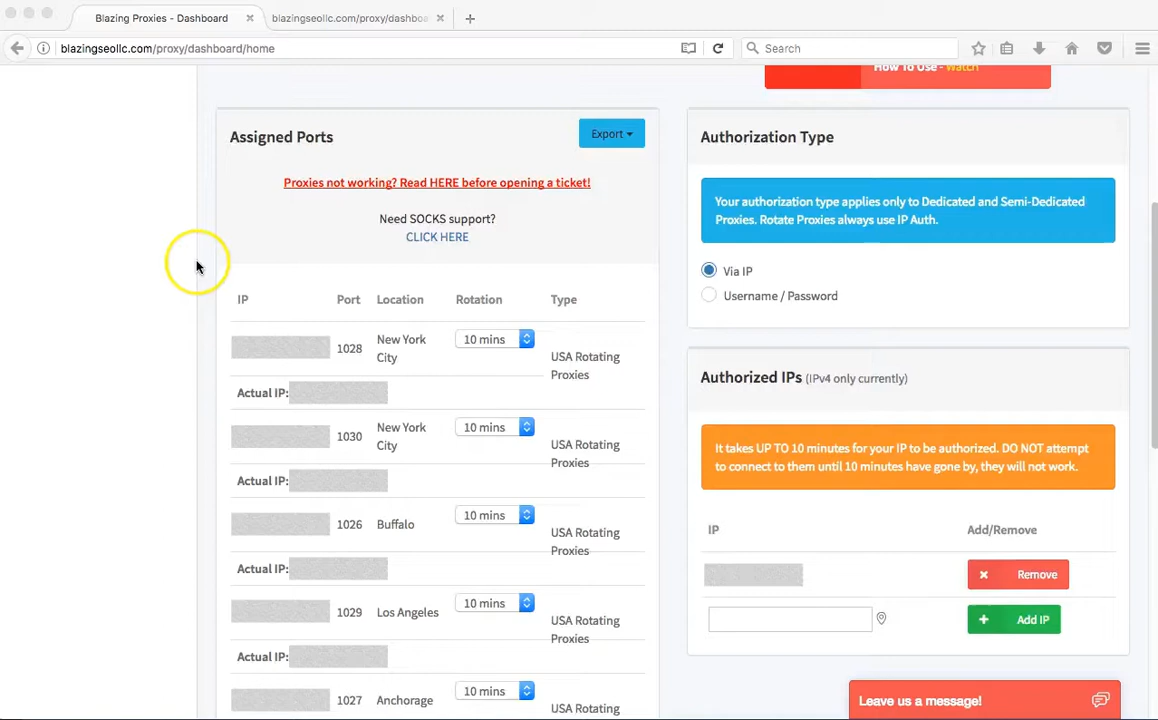 Blazing Proxies - Dashboard
blazingseollc.com/proxy/dashboa
blazingseollc.com/proxy/dashboard/home
Search
How To Use - Watch
Assigned Ports
Export
Proxies not working? Read HERE before opening a ticket!
Need SOCKS support?
CLICK HERE
IP Port Location Rotation Type
1028 New York City 10 mins USA Rotating Proxies
Actual IP:
1030 New York City 10 mins USA Rotating Proxies
Actual IP:
1026 Buffalo 10 mins USA Rotating Proxies
Actual IP:
1029 Los Angeles 10 mins USA Rotating Proxies
Actual IP:
1027 Anchorage 10 mins USA Rotating
Authorization Type
Your authorization type applies only to Dedicated and Semi-Dedicated
Proxies. Rotate Proxies always use IP Auth.
Via IP
Username / Password
Authorized IPs (IPv4 only currently)
It takes UP TO 10 minutes for your IP to be authorized. DO NOT attempt
to connect to them until 10 minutes have gone by, they will not work.
IP Add/Remove
Remove
Add IP
Leave us a message!